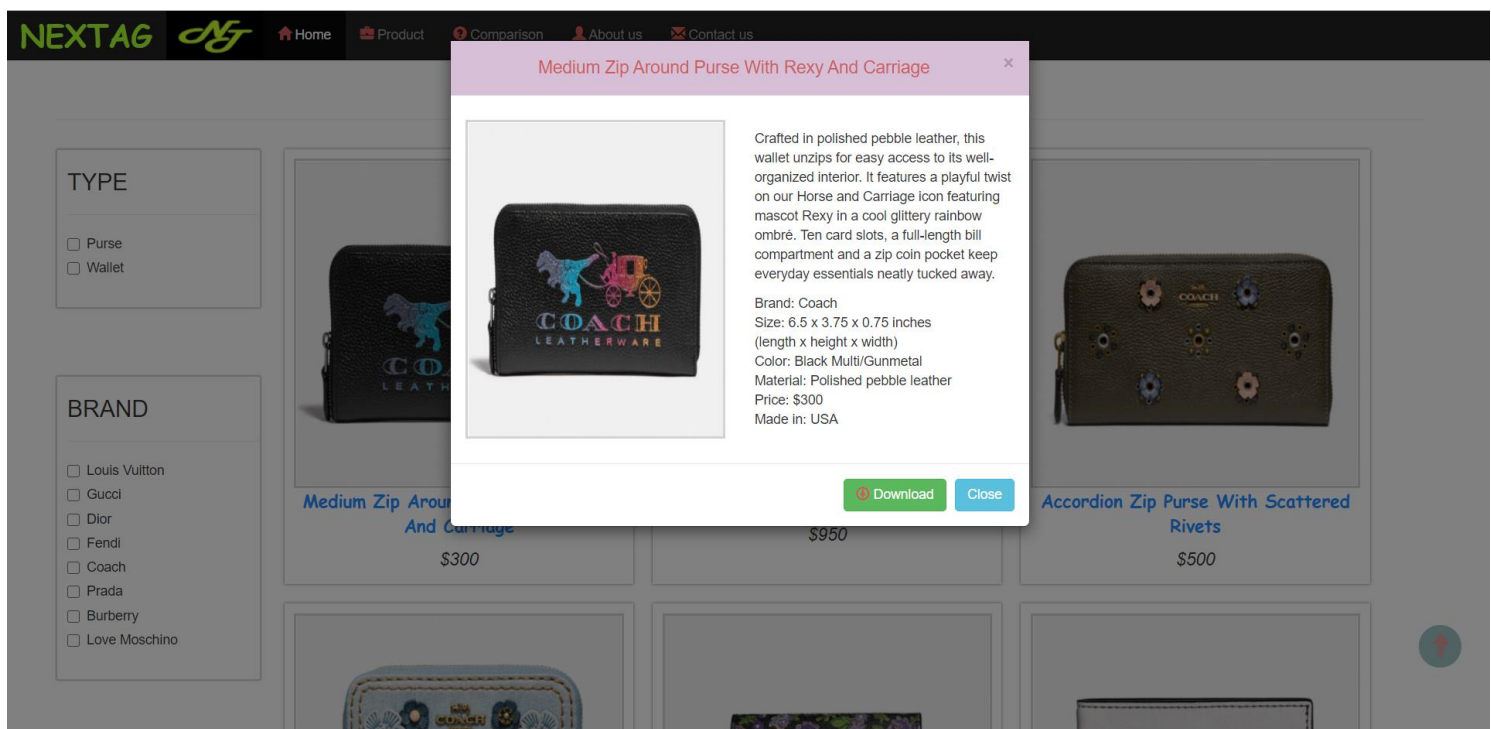 NEXTAG NT Home Product Comparison About us Contact us
Medium Zip Around Purse With Rexy And Carriage ×
Crafted in polished pebble leather, this
wallet unzips for easy access to its well-
organized interior. It features a playful twist
on our Horse and Carriage icon featuring
mascot Rexy in a cool glittery rainbow
ombré. Ten card slots, a full-length bill
compartment and a zip coin pocket keep
everyday essentials neatly tucked away.
Brand: Coach
Size: 6.5 x 3.75 x 0.75 inches
(length x height x width)
Color: Black Multi/Gunmetal
Material: Polished pebble leather
Price: $300
Made in: USA
COACH
LEATHERWARE
Download Close
TYPE
Purse
Wallet
BRAND
Louis Vuitton
Gucci
Dior
Fendi
Coach
Prada
Burberry
Love Moschino
CO
LEATH
Medium Zip Arou
And Carriage
$300
$950
COACH
Accordion Zip Purse With Scattered
Rivets
$500
COACH